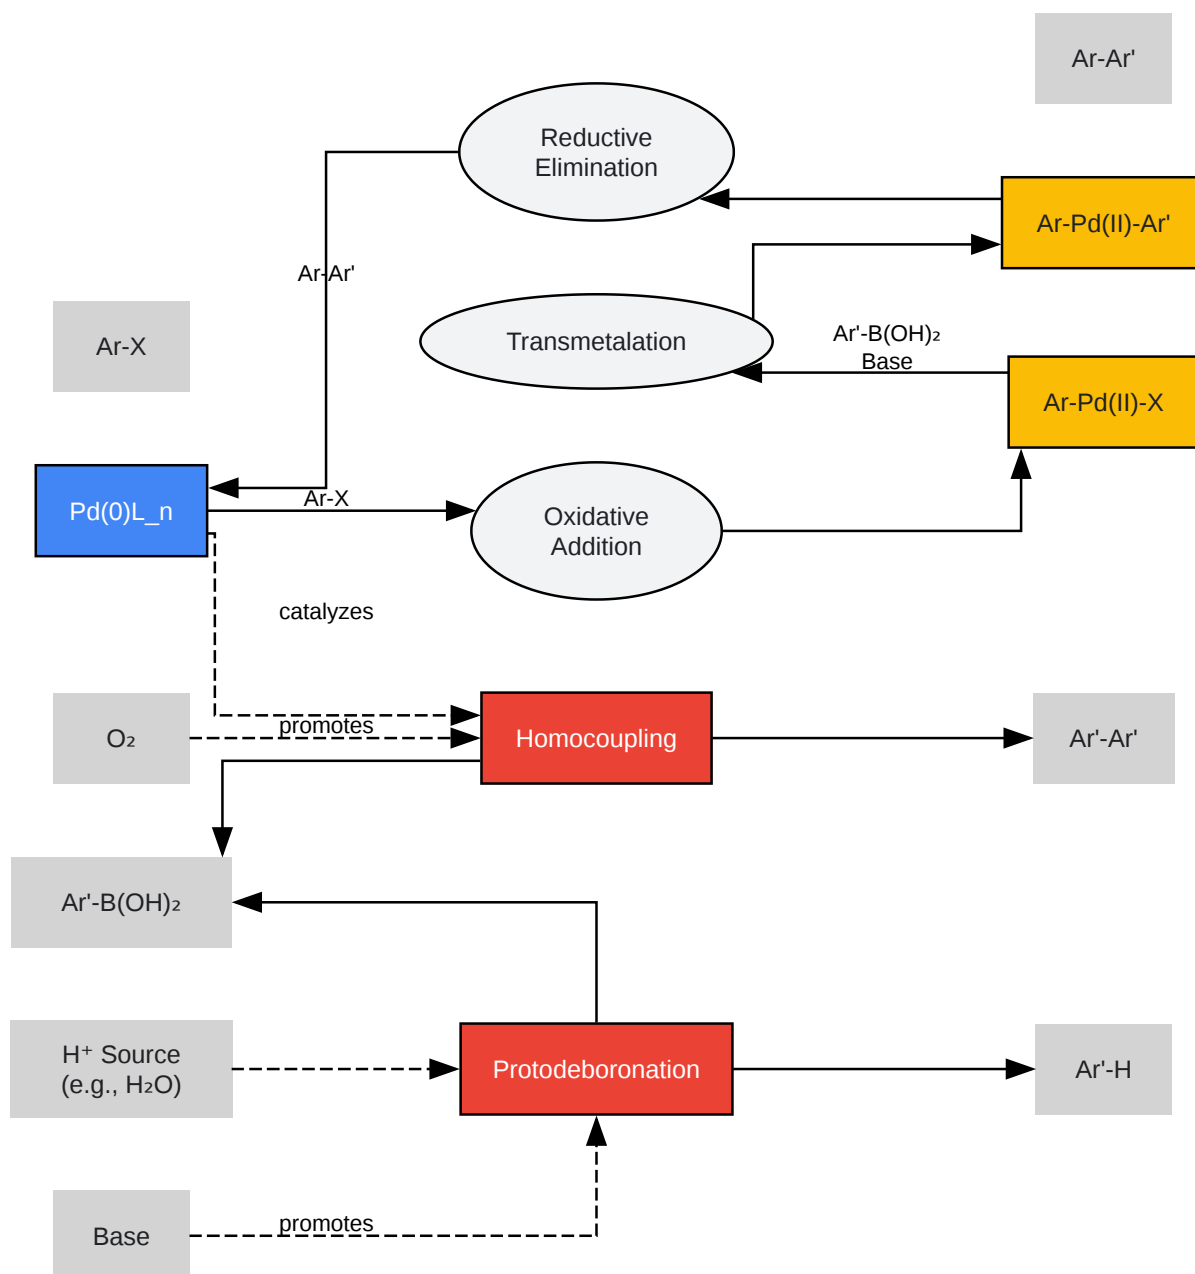 Ar-Ar'
Reductive
Elimination
Ar-Pd(II)-Ar'
Ar-Ar'
Ar-X
Transmetalation
Ar'-B(OH)₂
Base
Ar-Pd(II)-X
Pd(0)L_n
Ar-X
Oxidative
Addition
catalyzes
O₂
promotes
Homocoupling
Ar'-Ar'
Ar'-B(OH)₂
H⁺ Source
(e.g., H₂O)
Protodeboronation
Ar'-H
Base
promotes